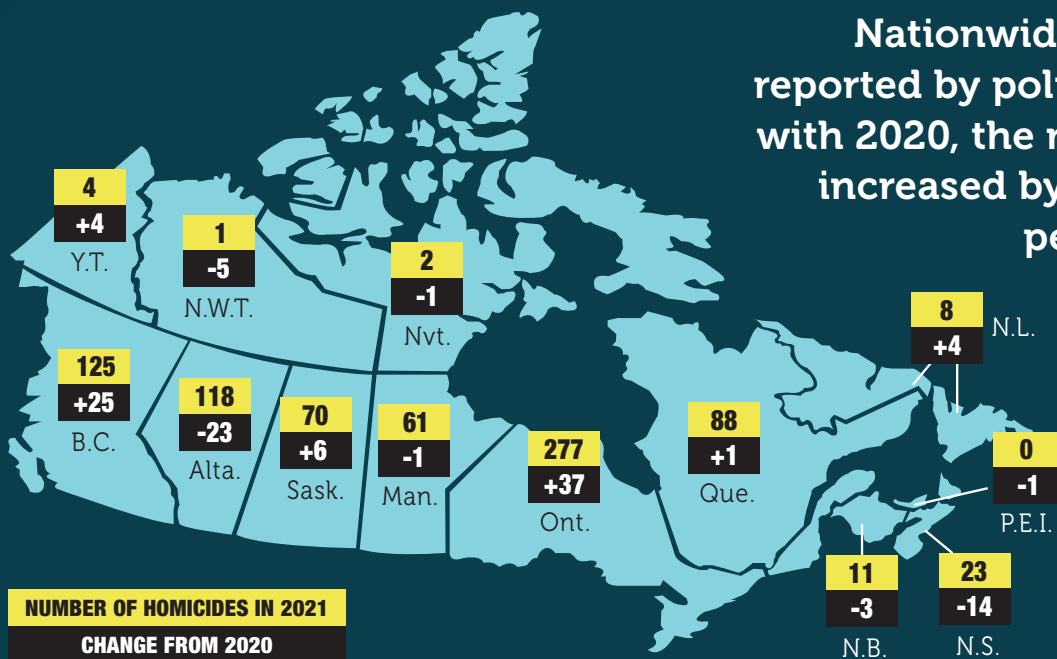 Nationwid
reported by poli
with 2020, the
increased by
4
+4
Y.T.
1
-5
N.W.T.
2
-1
Nvt.
8
+4
N.L.
125
+25
B.C.
118
-23
Alta.
70
+6
Sask.
61
-1
Man.
277
+37
Ont.
88
+1
Que.
0
-1
P.E.I.
11
-3
N.B.
23
-14
N.S.
NUMBER OF HOMICIDES IN 2021
CHANGE FROM 2020